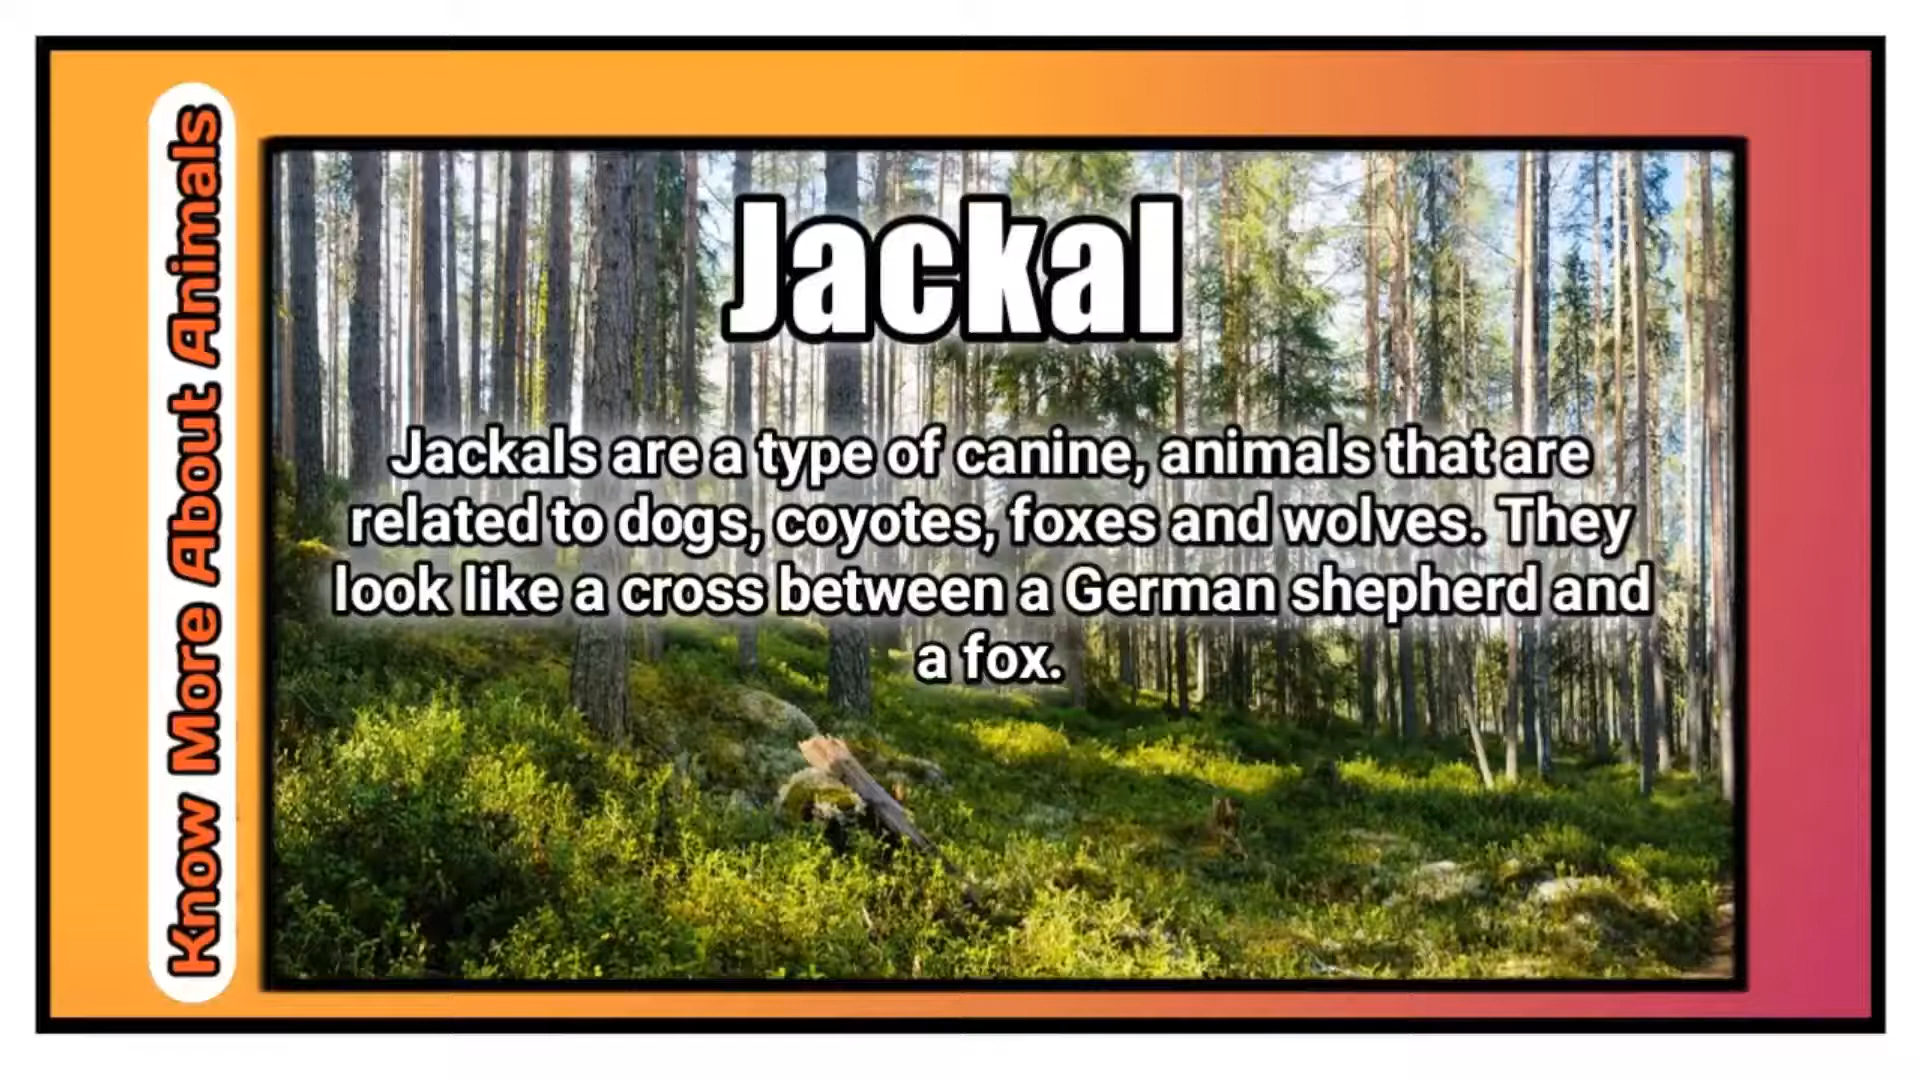 Know More About Animals
Jackal
Jackals are a type of canine, animals that are
related to dogs, coyotes, foxes and wolves. They
look like a cross between a German shepherd and
a fox.